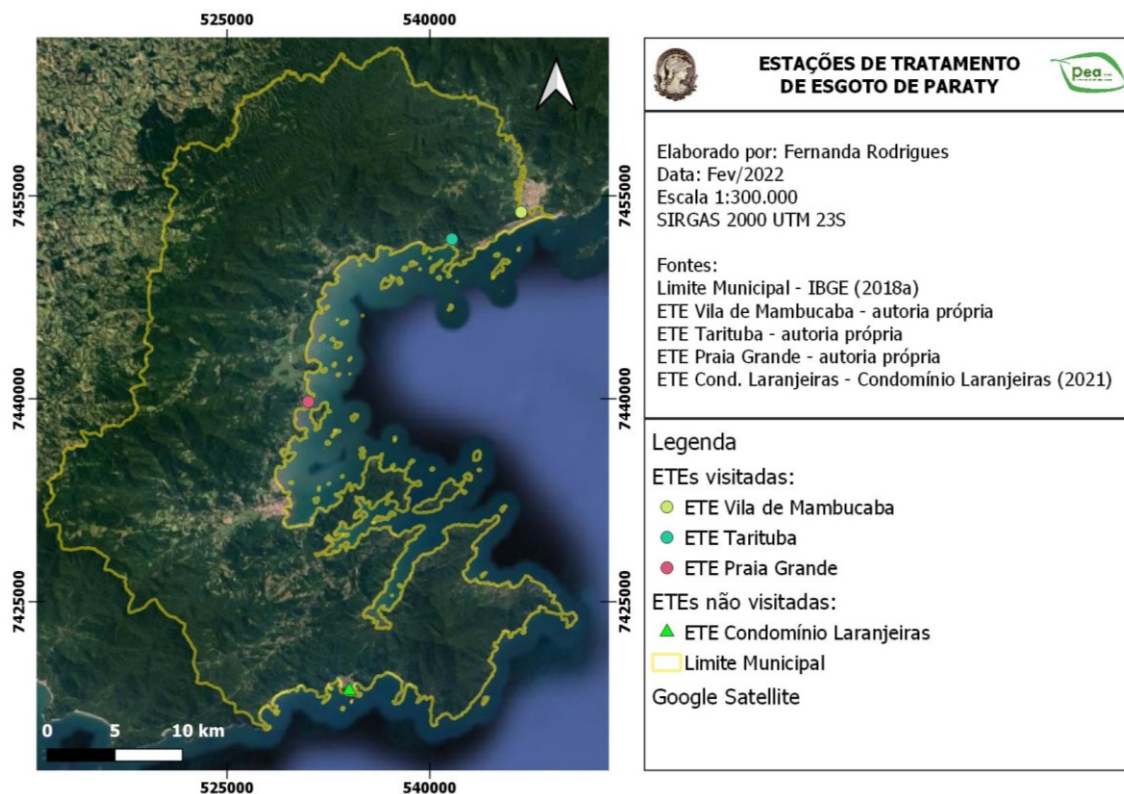 525000
540000
7455000
7455000
7440000
7440000
7425000
7425000
0 5 10 km
525000
540000
ESTAÇÕES DE TRATAMENTO
DE ESGOTO DE PARATY
pea
Elaborado por: Fernanda Rodrigues
Data: Fev/2022
Escala 1:300.000
SIRGAS 2000 UTM 23S
Fontes:
Limite Municipal - IBGE (2018a)
ETE Vila de Mambucaba - autoria própria
ETE Tarituba - autoria própria
ETE Praia Grande - autoria própria
ETE Cond. Laranjeiras - Condomínio Laranjeiras (2021)
Legenda
ETEs visitadas:
ETE Vila de Mambucaba
ETE Tarituba
ETE Praia Grande
ETEs não visitadas:
ETE Condomínio Laranjeiras
Limite Municipal
Google Satellite